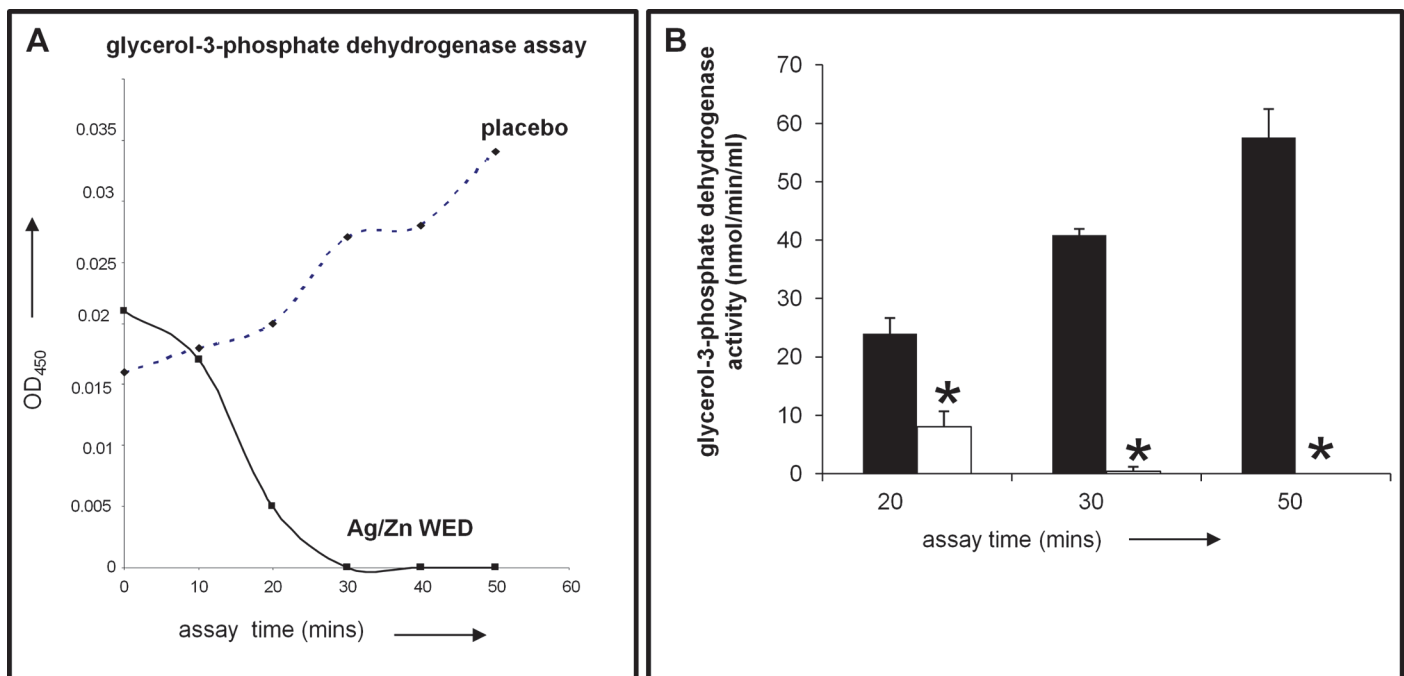 A
glycerol-3-phosphate dehydrogenase assay
placebo
0.035
0.03
0.025
0.02
0.015
0.01
0.005
0
OD450
Ag/Zn WED
0 10 20 30 40 50 60
assay time (mins)
B
glycerol-3-phosphate dehydrogenase
activity (nmol/min/ml)
70
60
50
40
30
20
10
0
*
*
*
20 30 50
assay time (mins)